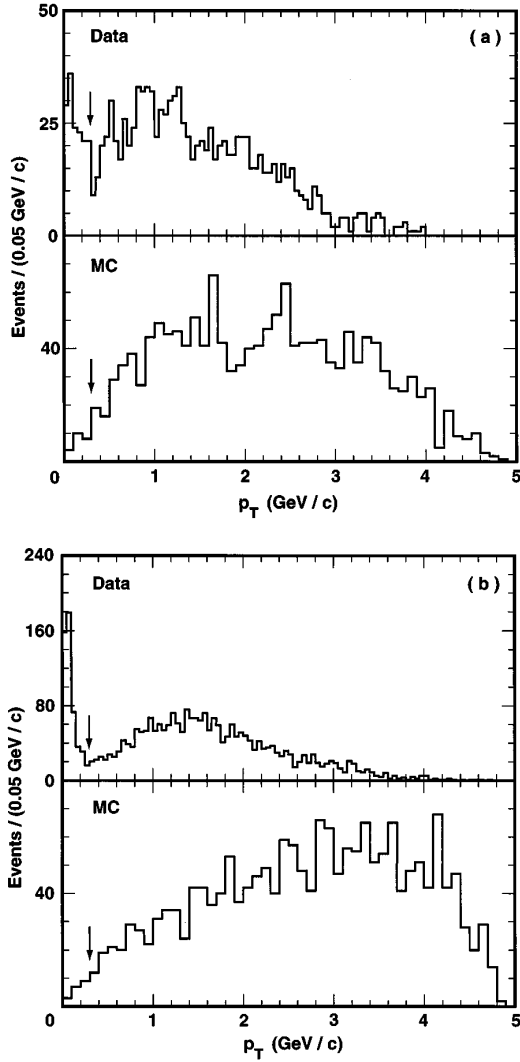 50
Data
( a )
25
0
MC
40
0
1
2
3
4
5
Events / (0.05 GeV / c)
p_T (GeV / c)
240
Data
( b )
160
80
0
MC
40
0
1
2
3
4
5
Events / (0.05 GeV / c)
p_T (GeV / c)